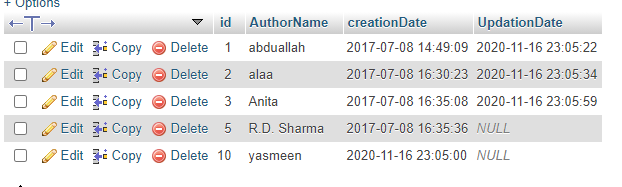 + Options
id AuthorName creationDate UpdationDate
Edit Copy Delete 1 abduallah 2017-07-08 14:49:09 2020-11-16 23:05:22
Edit Copy Delete 2 alaa 2017-07-08 16:30:23 2020-11-16 23:05:34
Edit Copy Delete 3 Anita 2017-07-08 16:35:08 2020-11-16 23:05:59
Edit Copy Delete 5 R.D. Sharma 2017-07-08 16:35:36 NULL
Edit Copy Delete 10 yasmeen 2020-11-16 23:05:00 NULL